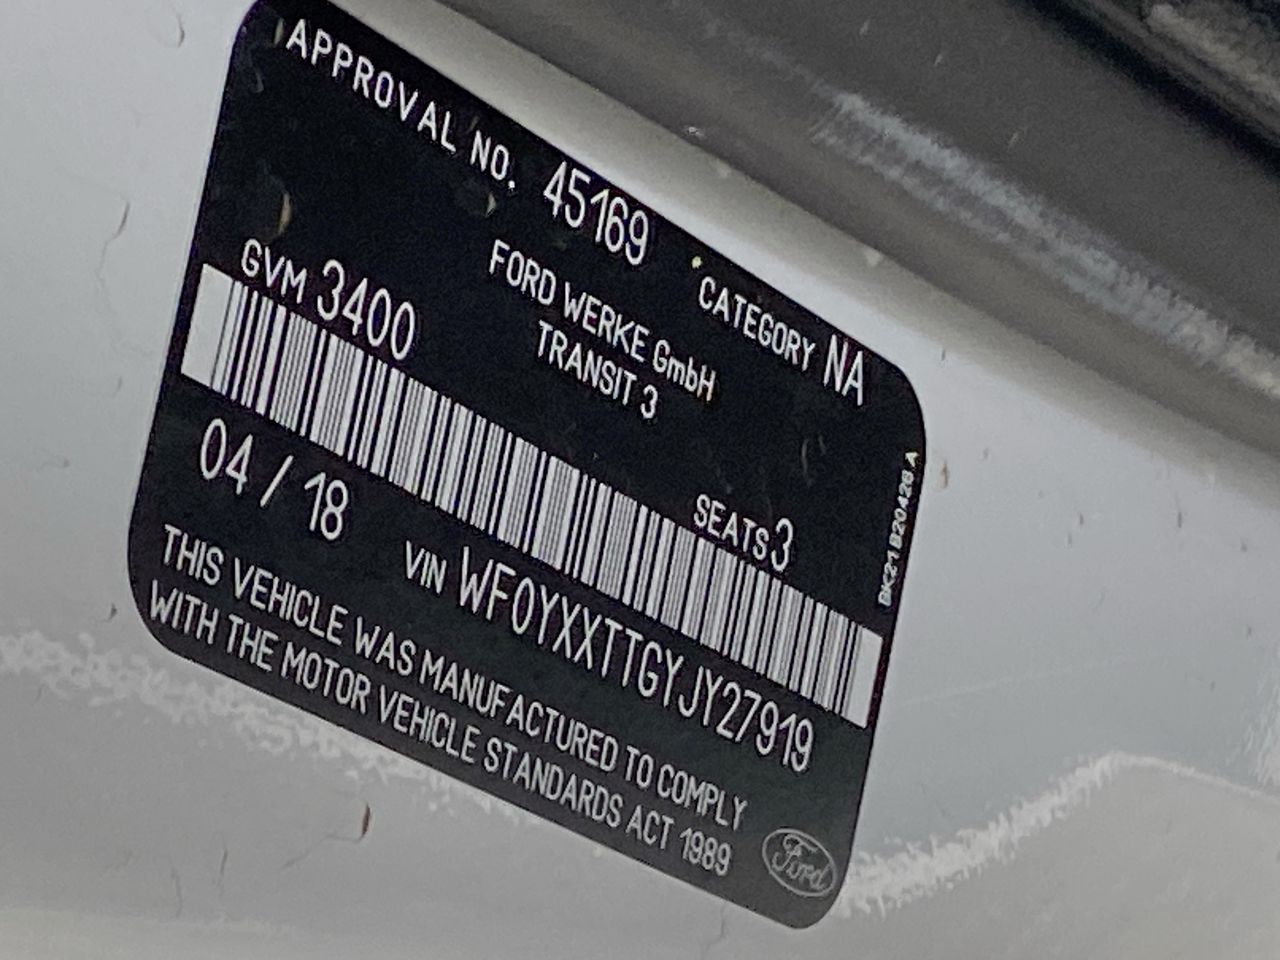 APPROVAL NO. 45169 CATEGORY NA
FORD WERKE GmbH
TRANSIT 3
GVM 3400
SEATS 3
04 / 18
VIN WF0YXXTTGYJY27919
THIS VEHICLE WAS MANUFACTURED TO COMPLY
WITH THE MOTOR VEHICLE STANDARDS ACT 1989
Ford